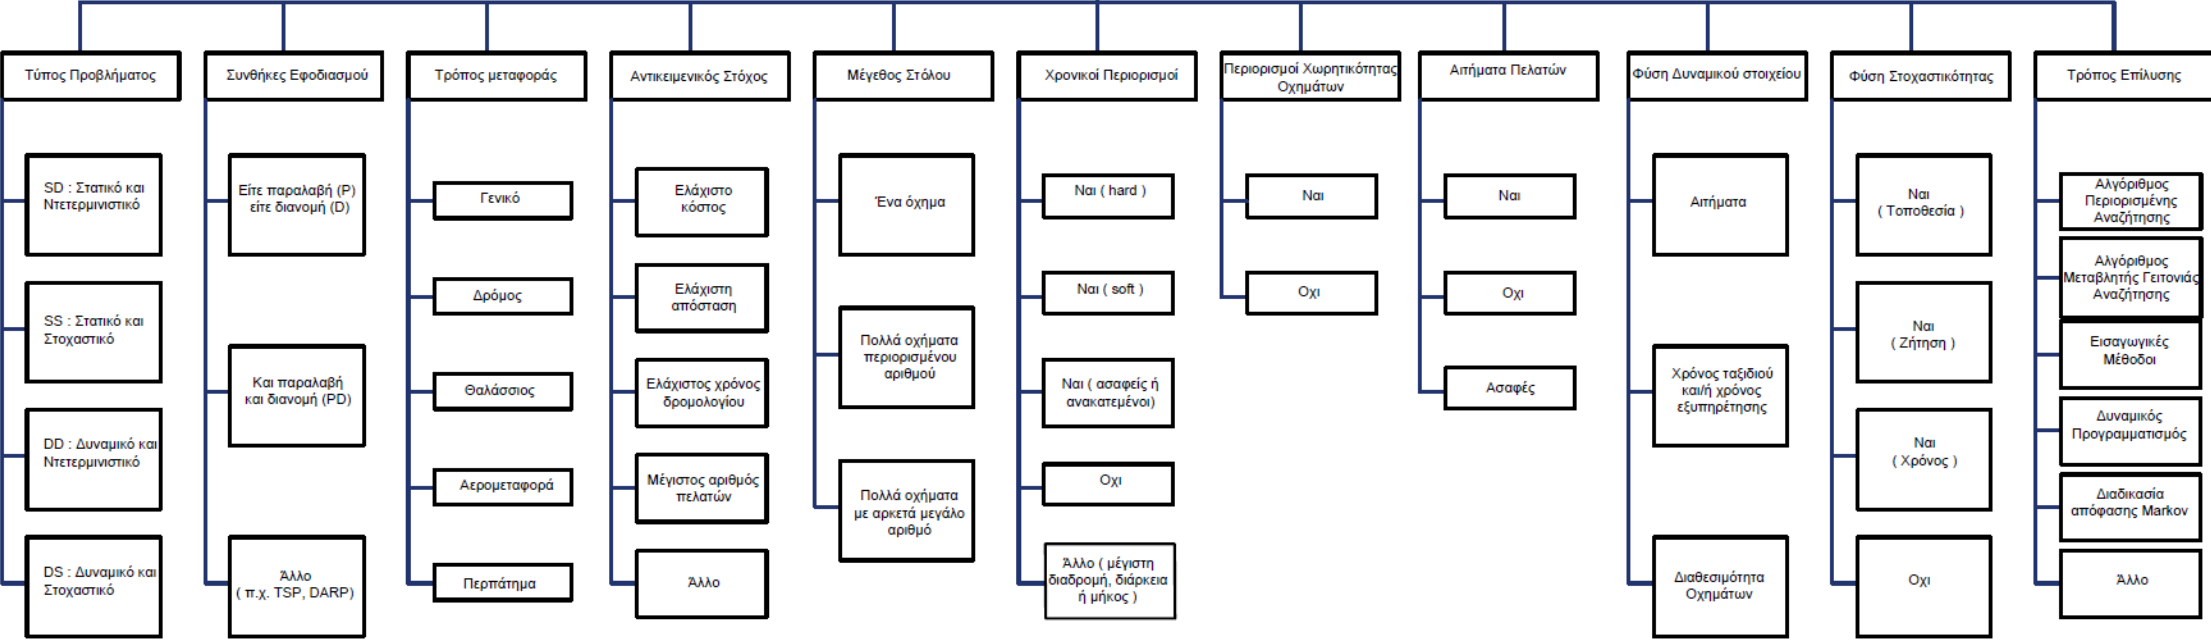 Τύπος Προβλήματος
SD : Στατικό και
Ντετερμινιστικό
SS : Στατικό και
Στοχαστικό
DD : Δυναμικό και
Ντετερμινιστικό
DS : Δυναμικό και
Στοχαστικό
Συνθήκες Εφοδιασμού
Είτε παραλαβή (P)
είτε διανομή (D)
Και παραλαβή
και διανομή (PD)
Άλλο
( π.χ. TSP, DARP)
Τρόπος μεταφοράς
Γενικό
Δρόμος
Θαλάσσιος
Αερομεταφορά
Περπάτημα
Αντικειμενικός Στόχος
Ελάχιστο
κόστος
Ελάχιστη
απόσταση
Ελάχιστος χρόνος
δρομολογίου
Μέγιστος αριθμός
πελατών
Άλλο
Μέγεθος Στόλου
Ένα όχημα
Πολλά οχήματα
περιορισμένου
αριθμού
Πολλά οχήματα
με αρκετά μεγάλο
αριθμό
Χρονικοί Περιορισμοί
Ναι ( hard )
Ναι ( soft )
Ναι ( ασαφείς ή
ανακατεμένοι)
Οχι
Άλλο ( μέγιστη
διαδρομή, διάρκεια
ή μήκος )
Περιορισμοί Χωρητικότητας
Οχημάτων
Ναι
Οχι
Αιτήματα Πελατών
Ναι
Οχι
Ασαφές
Φύση Δυναμικού στοιχείου
Αιτήματα
Χρόνος ταξιδιού
και/ή χρόνος
εξυπηρέτησης
Διαθεσιμότητα
Οχημάτων
Φύση Στοχαστικότητας
Ναι
( Τοποθεσία )
Ναι
( Ζήτηση )
Ναι
( Χρόνος )
Οχι
Τρόπος Επίλυσης
Αλγόριθμος
Περιορισμένης
Αναζήτησης
Αλγόριθμος
Μεταβλητής Γειτονιάς
Αναζήτησης
Εισαγωγικές
Μέθοδοι
Δυναμικός
Προγραμματισμός
Διαδικασία
απόφασης Markov
Άλλο